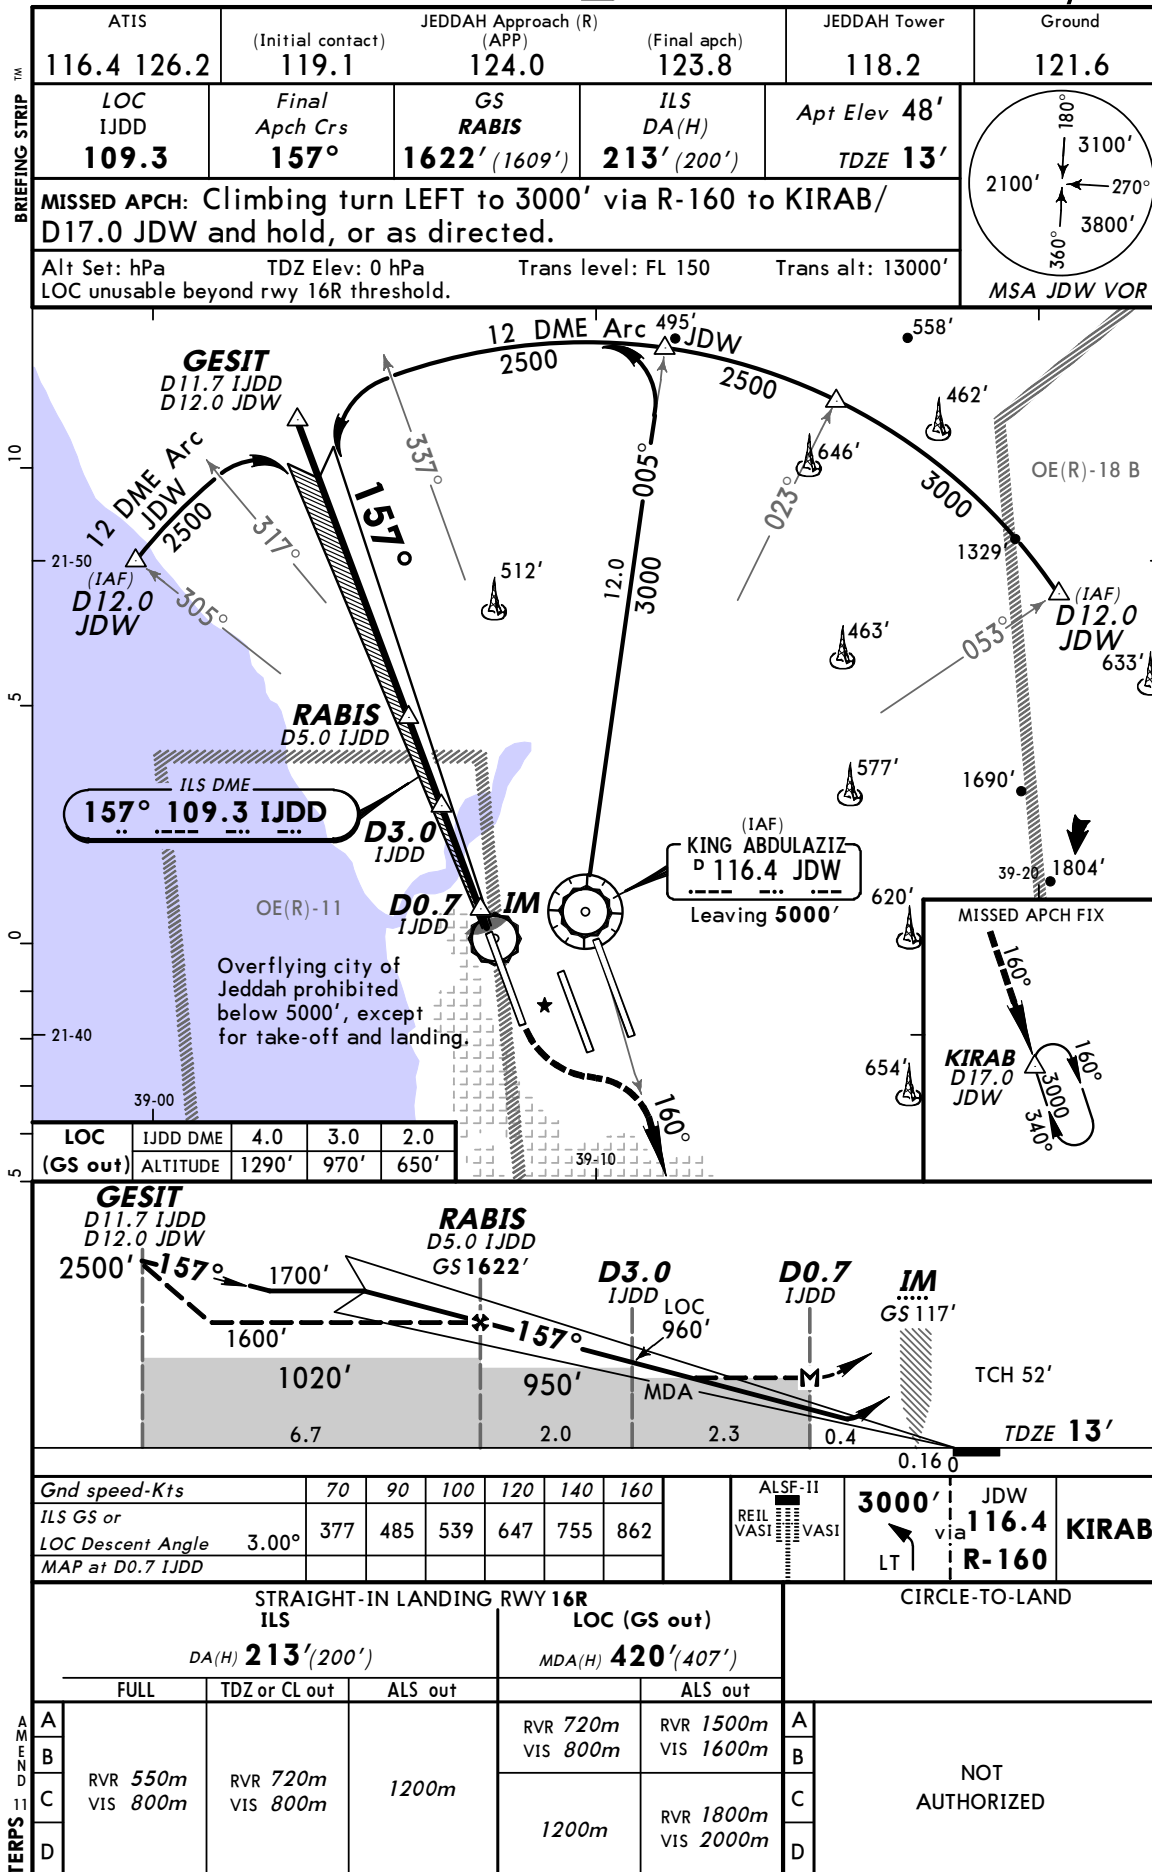 BRIEFING STRIP TM
ATIS
116.4 126.2
JEDDAH Approach (R)
(Initial contact) (APP) (Final apch)
119.1 124.0 123.8
JEDDAH Tower
118.2
Ground
121.6
LOC
IJDD
109.3
Final
Apch Crs
157°
GS
RABIS
1622' (1609')
ILS
DA(H)
213' (200')
Apt Elev 48'
TDZE 13'
MISSED APCH: Climbing turn LEFT to 3000' via R-160 to KIRAB/
D17.0 JDW and hold, or as directed.
Alt Set: hPa TDZ Elev: 0 hPa Trans level: FL 150 Trans alt: 13000'
LOC unusable beyond rwy 16R threshold.
180°
3100'
2100'
270°
3800'
360°
MSA JDW VOR
12 DME Arc JDW
495'
2500
2500
558'
GESIT
D11.7 IJDD
D12.0 JDW
462'
646'
OE(R)-18 B
337°
005°
023°
3000
10
12 DME Arc
JDW
2500
157°
317°
1329
21-50
(IAF)
D12.0
JDW
305°
512'
12.0
3000
(IAF)
D12.0
JDW
463'
053°
633'
5
RABIS
D5.0 IJDD
577'
1690'
ILS DME
157° 109.3 IJDD
D3.0
IJDD
(IAF)
KING ABDULAZIZ
D 116.4 JDW
Leaving 5000'
39-20
1804'
OE(R)-11
D0.7
IJDD
IM
620'
0
Overflying city of
Jeddah prohibited
below 5000', except
for take-off and landing.
MISSED APCH FIX
160°
KIRAB
D17.0
JDW
160°
3000
340°
21-40
654'
39-00
160°
39-10
5
LOC
(GS out)
IJDD DME 4.0 3.0 2.0
ALTITUDE 1290' 970' 650'
GESIT
D11.7 IJDD
D12.0 JDW
2500'
157°
1700'
1600'
RABIS
D5.0 IJDD
GS 1622'
157°
D3.0
IJDD
LOC
960'
D0.7
IJDD
IM
GS 117'
1020'
950'
MDA
M
TCH 52'
TDZE 13'
6.7 2.0 2.3 0.4 0.16 0
Gnd speed-Kts 70 90 100 120 140 160
ILS GS or
LOC Descent Angle 3.00° 377 485 539 647 755 862
MAP at D0.7 IJDD
ALSF-II
REIL
VASI VASI
3000'
LT
via
JDW
116.4
R-160
KIRAB
STRAIGHT-IN LANDING RWY 16R
CIRCLE-TO-LAND
ILS LOC (GS out)
DA(H) 213' (200') MDA(H) 420' (407')
FULL TDZ or CL out ALS out ALS out
A
B
C
D
RVR 550m
VIS 800m
RVR 720m
VIS 800m
1200m
RVR 720m
VIS 800m
RVR 1500m
VIS 1600m
1200m
RVR 1800m
VIS 2000m
A
B
C
D
NOT
AUTHORIZED
AMEND 11
TERPS